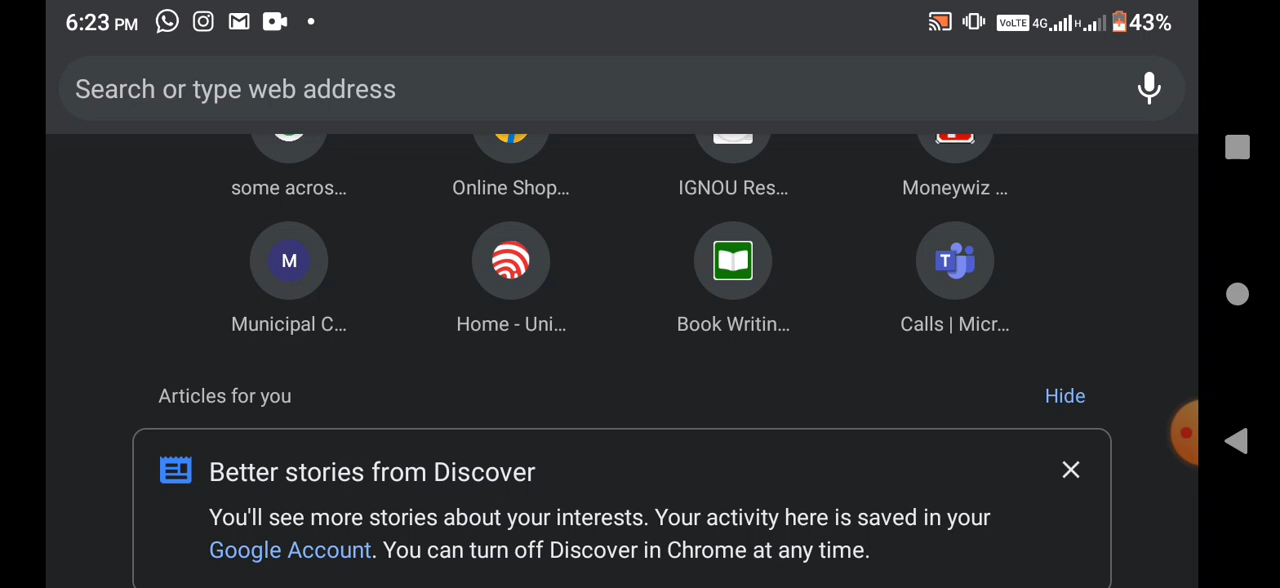 6:23 PM VoLTE 4G H 43%
Search or type web address
some acros... Online Shop... IGNOU Res... Moneywiz ...
M T
Municipal C... Home - Uni... Book Writin... Calls | Micr...
Articles for you Hide
Better stories from Discover
You'll see more stories about your interests. Your activity here is saved in your
Google Account. You can turn off Discover in Chrome at any time.